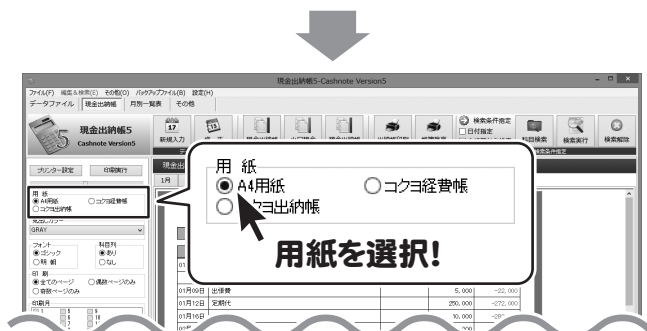 現金出納帳5-Cashnote Version5
ファイル(F) 編集&検索(E) その他(O) バックアップファイル(B) 設定(H)
データファイル 現金出納帳 月別一覧表 その他
現金出納帳5
Cashnote Version5
17
新規入力
検索条件指定
日付指定
科目検索
検索実行
検索解除
プリンター設定
印刷実行
現金出
1月
用 紙
A4用紙
コクヨ経費帳
コクヨ出納帳
GRAY
フォント
ゴシック
明 朝
科目列
あり
なし
印 刷
全てのページ
偶数ページのみ
奇数ページのみ
印刷月
用 紙
A4用紙
コクヨ経費帳
ヨ出納帳
用紙を選択!
01月09日 出張費 5,000 -22,000
01月12日 定期代 250,000 -272,000
01月16日 10,000